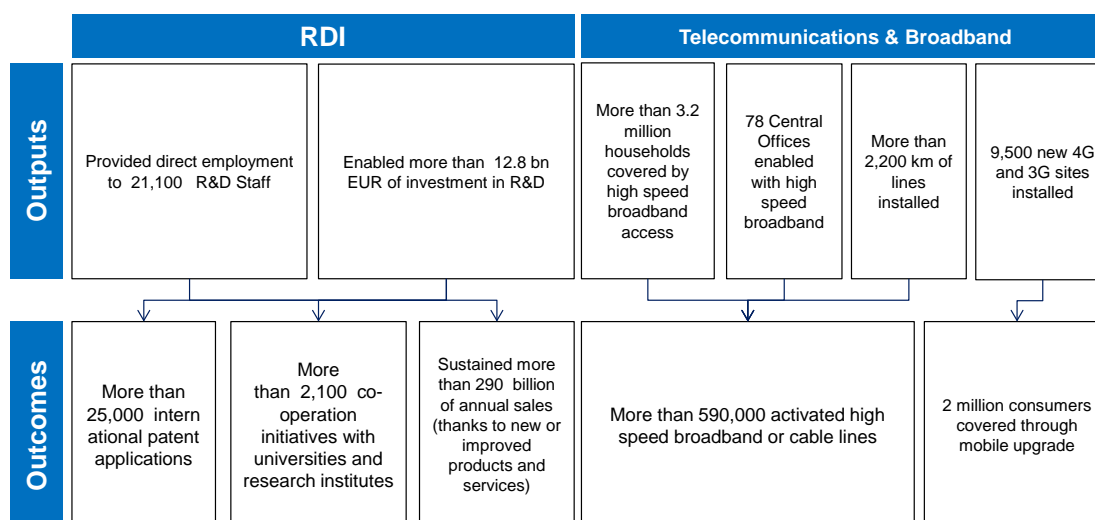 RDI
Telecommunications & Broadband
Outputs
Provided direct employment
to 21,100 R&D Staff
Enabled more than 12.8 bn
EUR of investment in R&D
More than 3.2
million
households
covered by
high speed
broadband
access
78 Central
Offices
enabled
with high
speed
broadband
More than
2,200 km of
lines
installed
9,500 new 4G
and 3G sites
installed
Outcomes
More than
25,000 intern
ational patent
applications
More
than 2,100 co-
operation
initiatives with
universities and
research institutes
Sustained more
than 290 billion
of annual sales
(thanks to new or
improved
products and
services)
More than 590,000 activated high
speed broadband or cable lines
2 million consumers
covered through
mobile upgrade